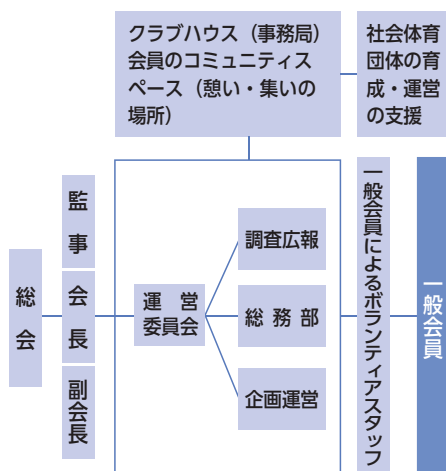 クラブハウス（事務局）
会員のコミュニティス
ペース（憩い・集いの
場所）
社会体育
団体の育
成・運営
の支援
総会
監事
会長
副会長
運営
委員会
調査広報
総務部
企画運営
一般会員によるボランティアスタッフ
一般会員